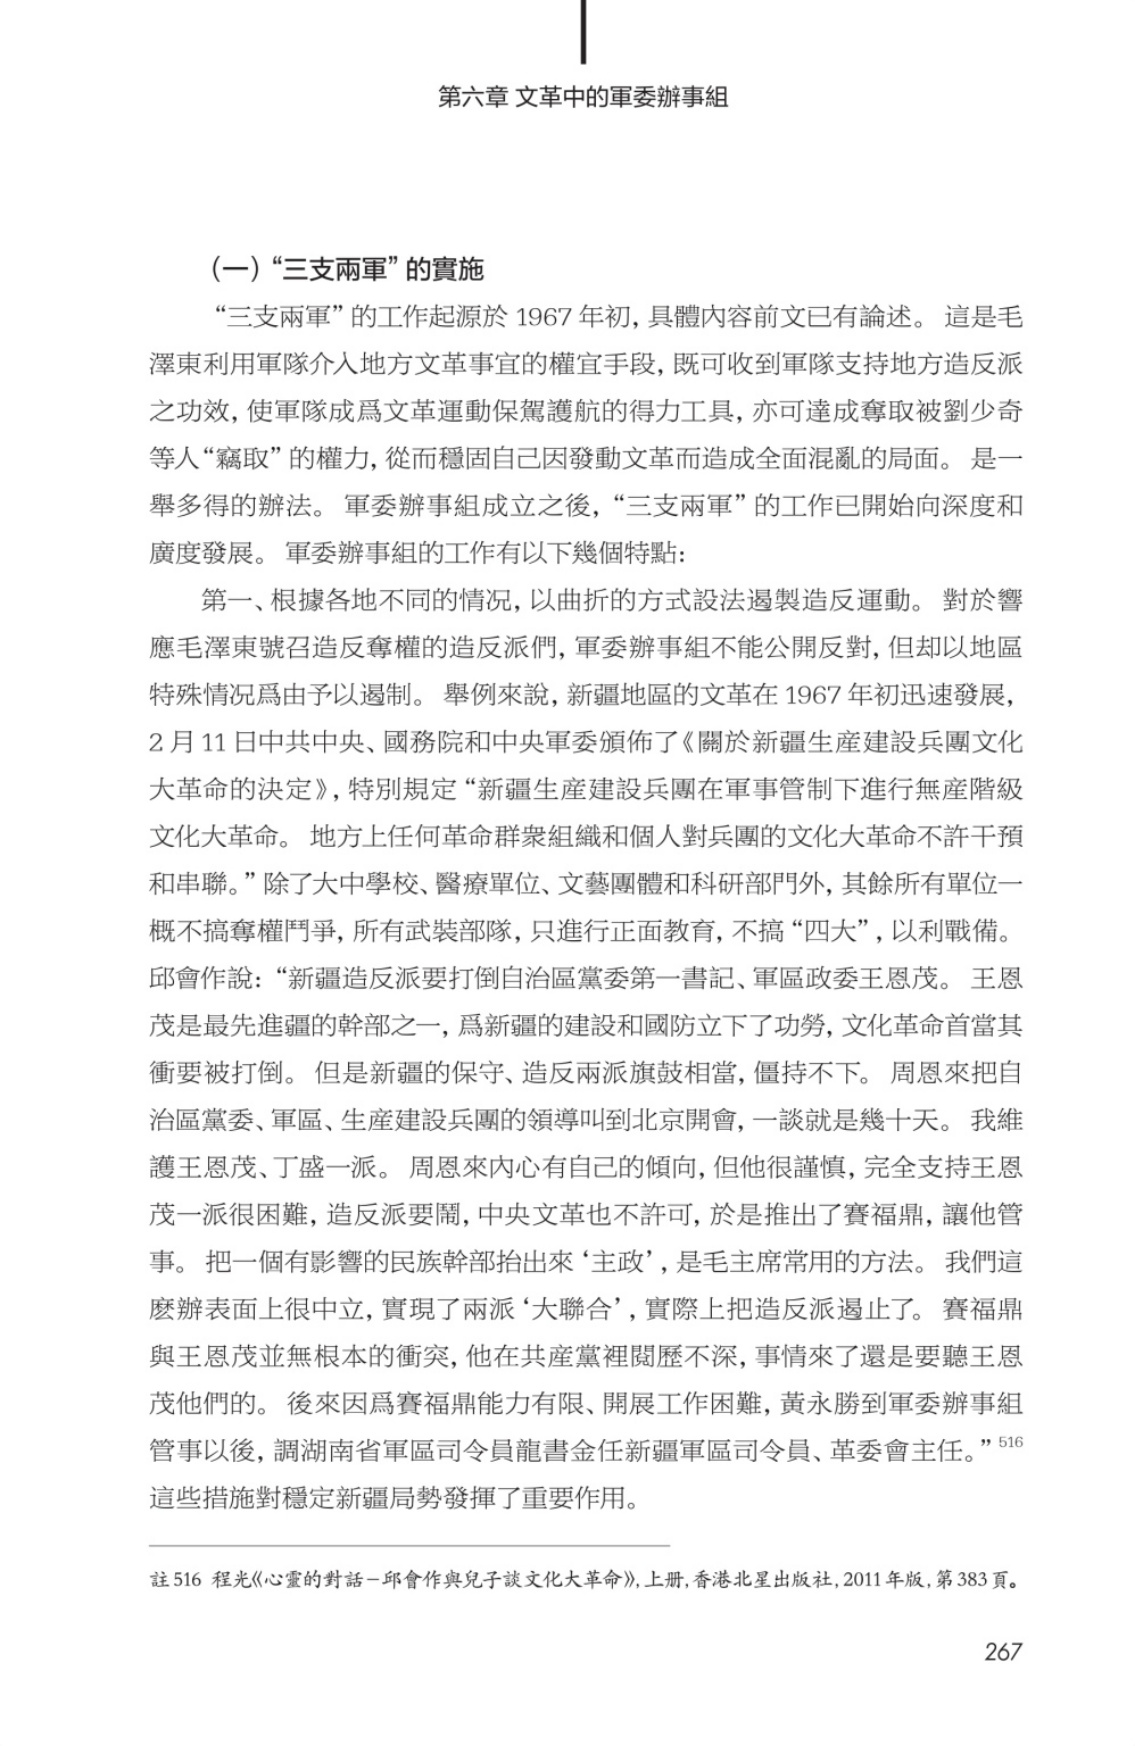 第六章 文革中的軍委辦事組
（一）“三支兩軍”的實施
“三支兩軍”的工作起源於 1967 年初，具體內容前文已有論述。 這是毛
澤東利用軍隊介入地方文革事宜的權宜手段，既可收到軍隊支持地方造反派
之功效，使軍隊成爲文革運動保駕護航的得力工具，亦可達成奪取被劉少奇
等人“竊取”的權力，從而穩固自己因發動文革而造成全面混亂的局面。 是一
舉多得的辦法。 軍委辦事組成立之後，“三支兩軍”的工作已開始向深度和
廣度發展。 軍委辦事組的工作有以下幾個特點：
第一、根據各地不同的情況，以曲折的方式設法遏製造反運動。 對於響
應毛澤東號召造反奪權的造反派們，軍委辦事組不能公開反對，但却以地區
特殊情況爲由予以遏制。 舉例來說，新疆地區的文革在 1967 年初迅速發展，
2 月 11 日中共中央、國務院和中央軍委頒佈了《關於新疆生産建設兵團文化
大革命的決定》，特別規定“新疆生産建設兵團在軍事管制下進行無産階級
文化大革命。 地方上任何革命群衆組織和個人對兵團的文化大革命不許干預
和串聯。”除了大中學校、醫療單位、文藝團體和科研部門外，其餘所有單位一
概不搞奪權鬥爭，所有武裝部隊，只進行正面教育，不搞“四大”，以利戰備。
邱會作說：“新疆造反派要打倒自治區黨委第一書記、軍區政委王恩茂。 王恩
茂是最先進疆的幹部之一，爲新疆的建設和國防立下了功勞，文化革命首當其
衝要被打倒。 但是新疆的保守、造反兩派旗鼓相當，僵持不下。 周恩來把自
治區黨委、軍區、生産建設兵團的領導叫到北京開會，一談就是幾十天。 我維
護王恩茂、丁盛一派。 周恩來內心有自己的傾向，但他很謹慎，完全支持王恩
茂一派很困難，造反派要鬧，中央文革也不許可，於是推出了賽福鼎，讓他管
事。 把一個有影響的民族幹部抬出來‘主政’，是毛主席常用的方法。 我們這
麽辦表面上很中立，實現了兩派‘大聯合’，實際上把造反派遏止了。 賽福鼎
與王恩茂並無根本的衝突，他在共産黨裡閱歷不深，事情來了還是要聽王恩
茂他們的。 後來因爲賽福鼎能力有限、開展工作困難，黃永勝到軍委辦事組
管事以後，調湖南省軍區司令員龍書金任新疆軍區司令員、革委會主任。”516
這些措施對穩定新疆局勢發揮了重要作用。
註 516 程光《心靈的對話－邱會作與兒子談文化大革命》，上册，香港北星出版社，2011 年版，第 383 頁。
267